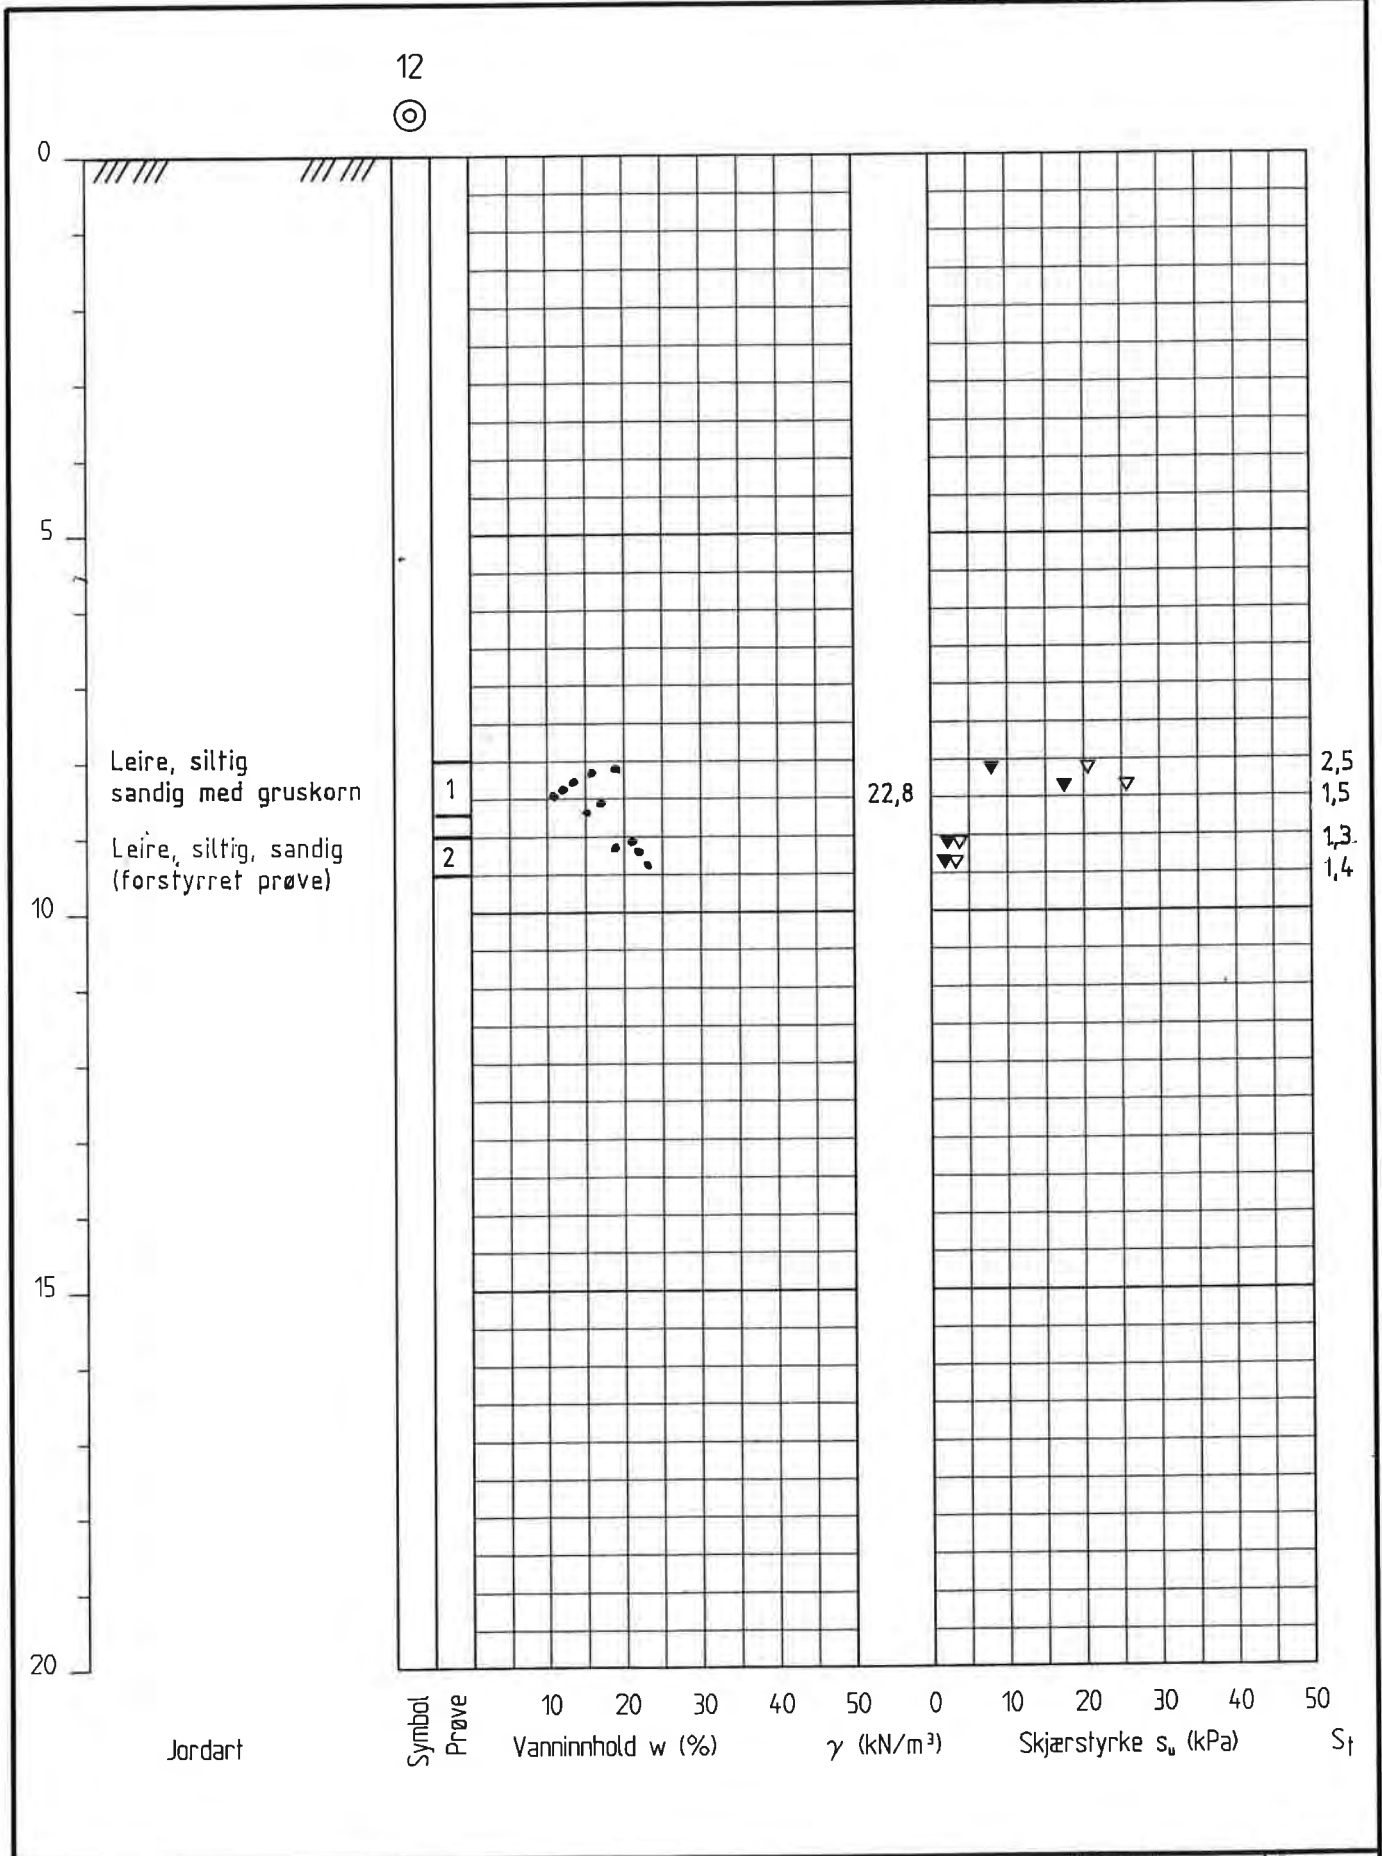 12
0
5
Leire, siltig
sandig med gruskorn
1
22,8
2,5
1,5
Leire, siltig, sandig
(forstyrret prøve)
2
1,3
1,4
10
15
20
Symbol
Prøve
10 20 30 40 50
0 10 20 30 40 50
Jordart
Vanninnhold w (%)
γ (kN/m³)
Skjærstyrke su (kPa)
St